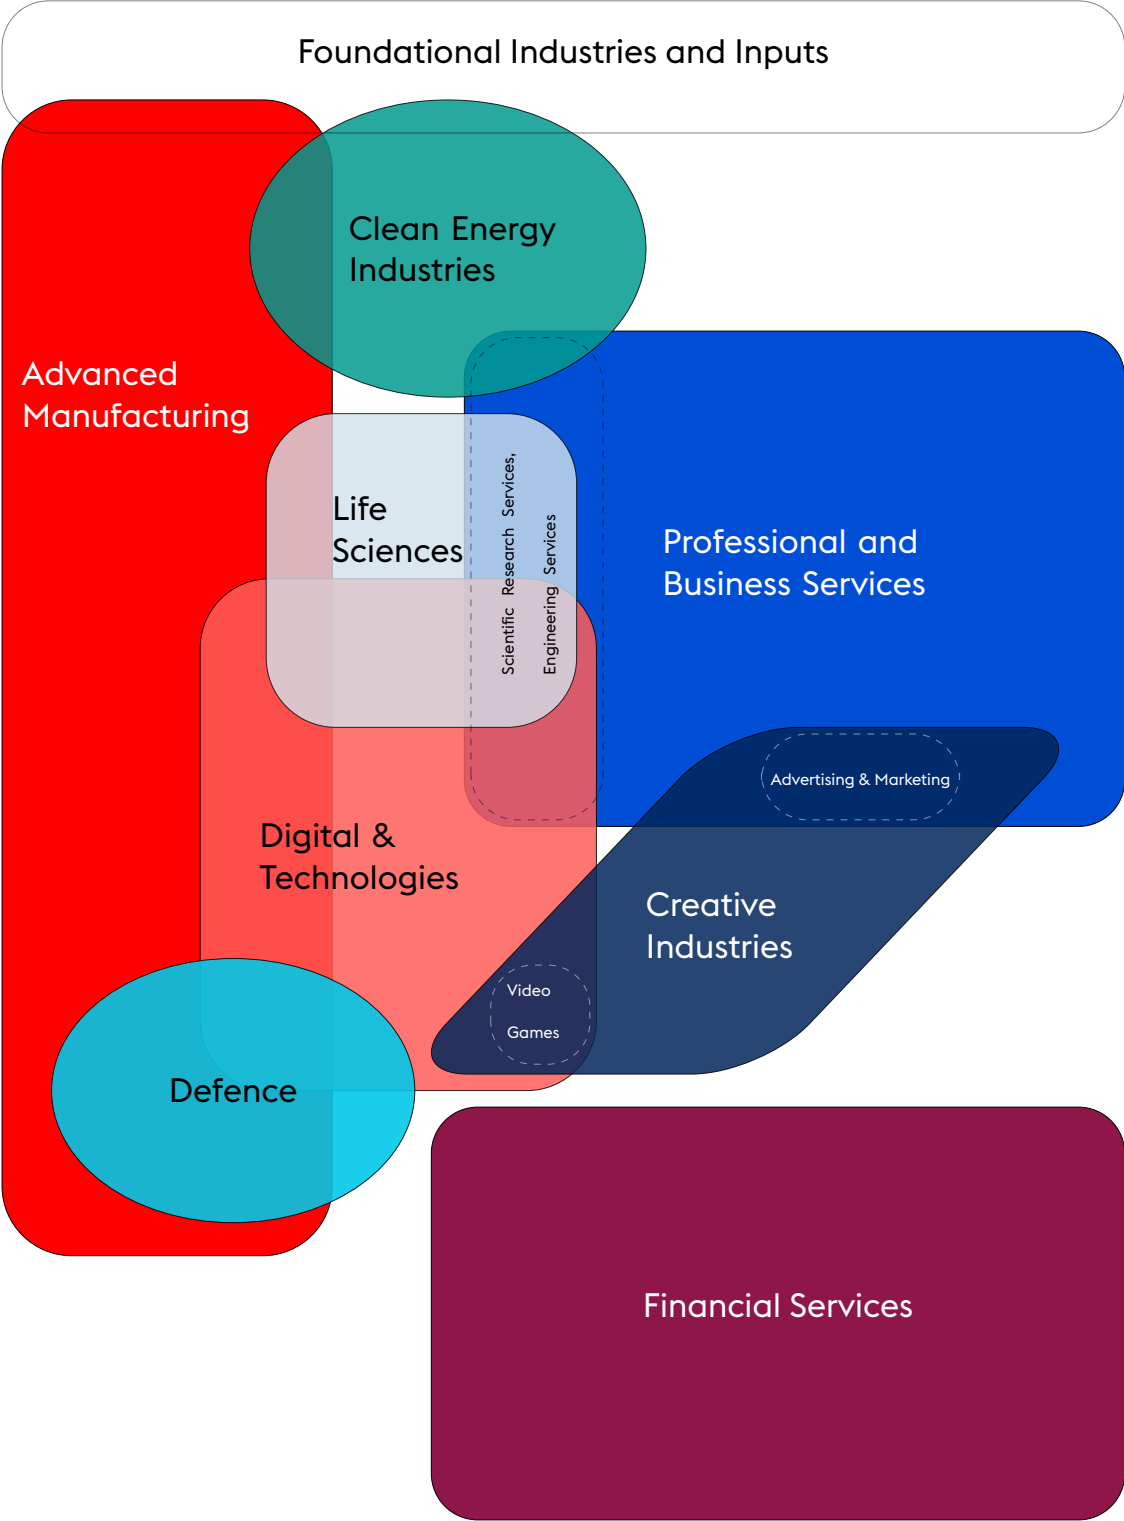 Foundational Industries and Inputs
Clean Energy
Industries
Advanced
Manufacturing
Life
Sciences
Scientific Research Services,
Engineering Services
Professional and
Business Services
Advertising & Marketing
Digital &
Technologies
Creative
Industries
Video
Games
Defence
Financial Services